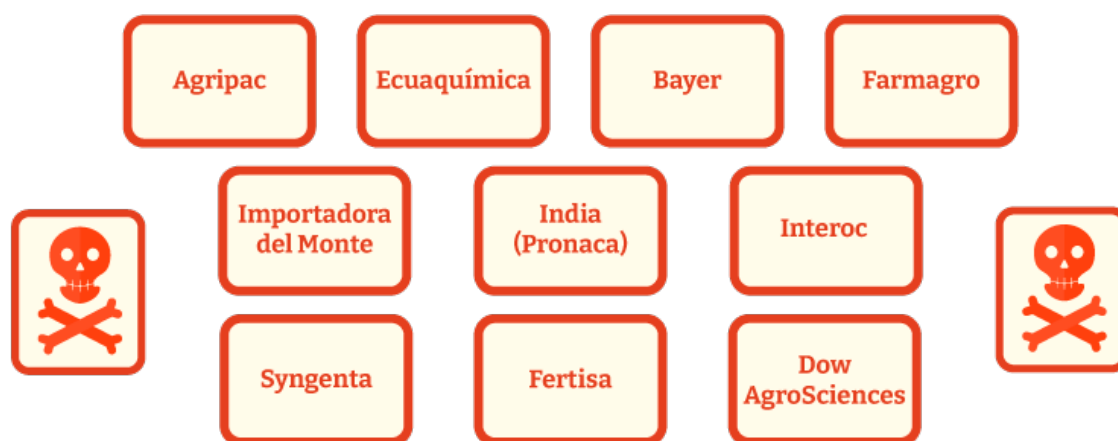 Agripac
Ecuaquímica
Bayer
Farmagro
Importadora
del Monte
India
(Pronaca)
Interoc
Syngenta
Fertisa
Dow
AgroSciences